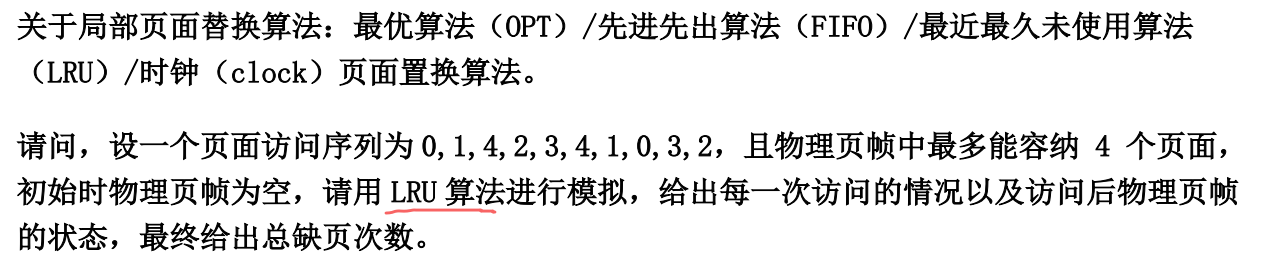 关于局部页面替换算法：最优算法（OPT）/先进先出算法（FIFO）/最近最久未使用算法
（LRU）/时钟（clock）页面置换算法。
请问，设一个页面访问序列为0,1,4,2,3,4,1,0,3,2，且物理页帧中最多能容纳 4 个页面，
初始时物理页帧为空，请用LRU算法进行模拟，给出每一次访问的情况以及访问后物理页帧
的状态，最终给出总缺页次数。